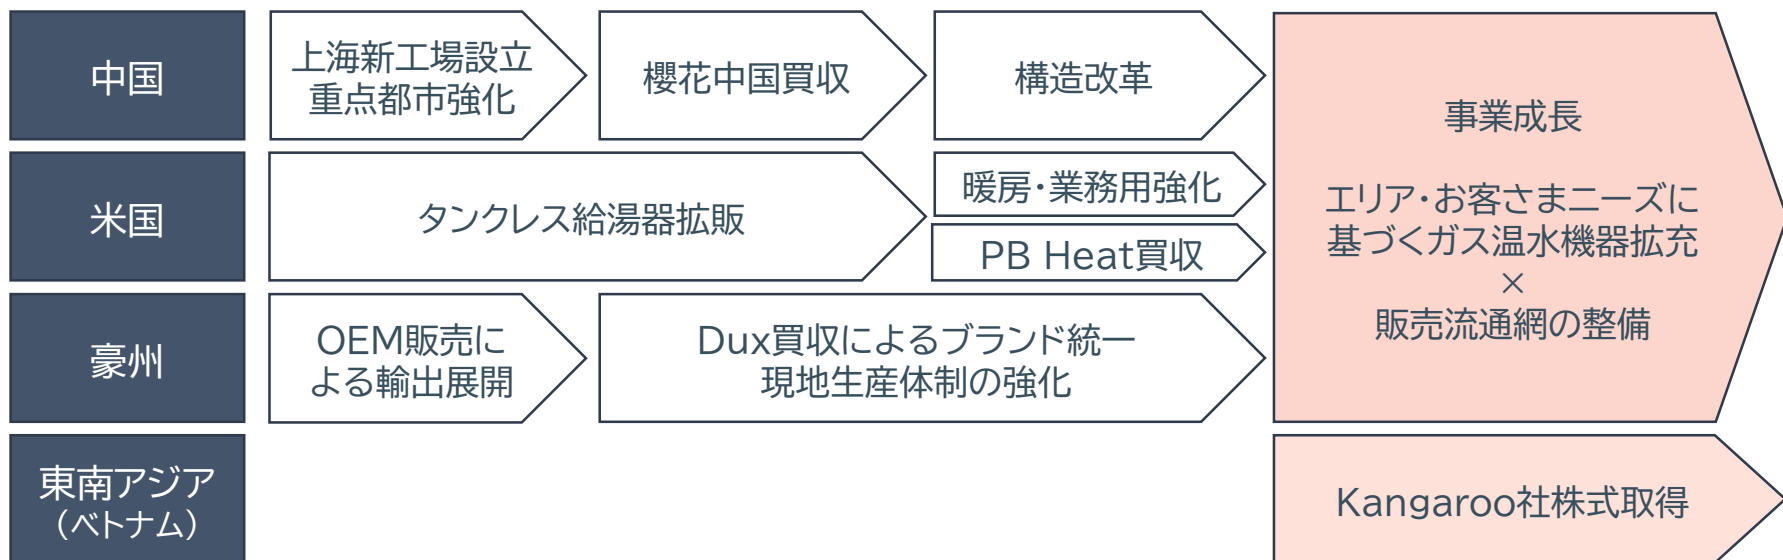 中国
上海新工場設立
重点都市強化
櫻花中国買収
構造改革
米国
タンクレス給湯器拡販
暖房・業務用強化
PB Heat買収
豪州
OEM販売に
よる輸出展開
Dux買収によるブランド統一
現地生産体制の強化
事業成長
エリア・お客さまニーズに
基づくガス温水機器拡充
×
販売流通網の整備
東南アジア
（ベトナム）
Kangaroo社株式取得